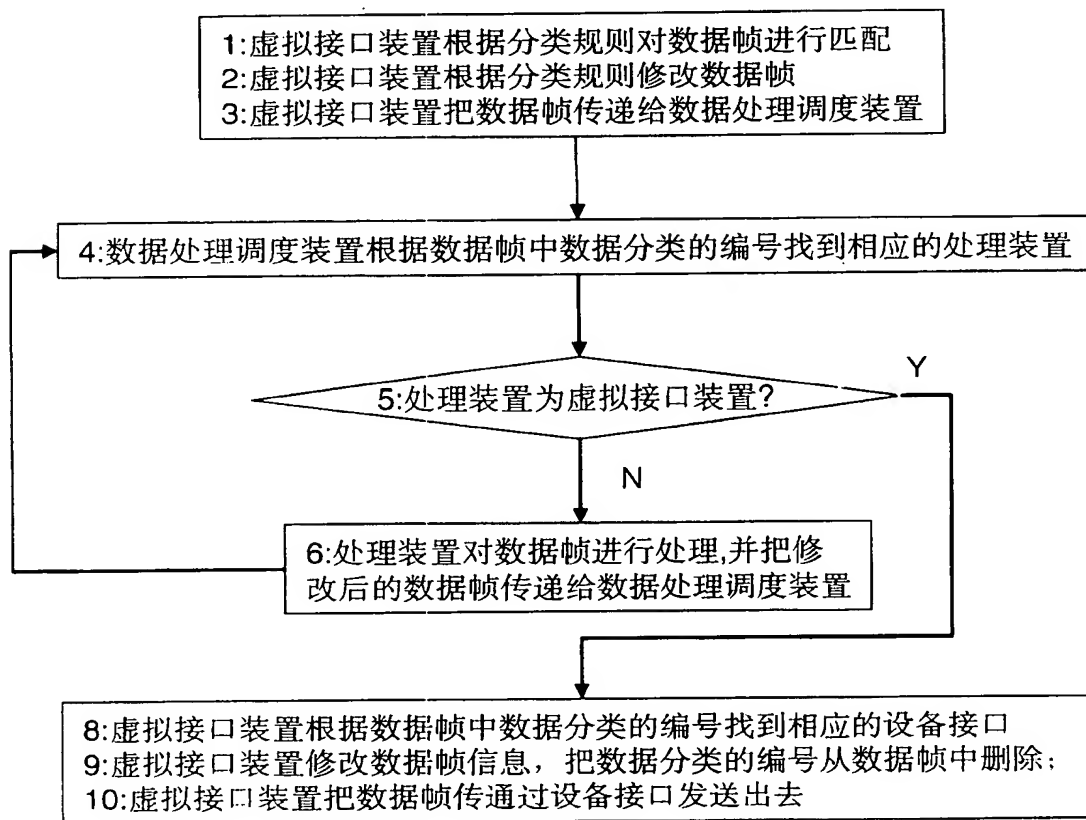 1:虚拟接口装置根据分类规则对数据帧进行匹配
2:虚拟接口装置根据分类规则修改数据帧
3:虚拟接口装置把数据帧传递给数据处理调度装置
4:数据处理调度装置根据数据帧中数据分类的编号找到相应的处理装置
5:处理装置为虚拟接口装置?
Y
N
6:处理装置对数据帧进行处理,并把修
改后的数据帧传递给数据处理调度装置
8:虚拟接口装置根据数据帧中数据分类的编号找到相应的设备接口
9:虚拟接口装置修改数据帧信息，把数据分类的编号从数据帧中删除；
10:虚拟接口装置把数据帧传通过设备接口发送出去